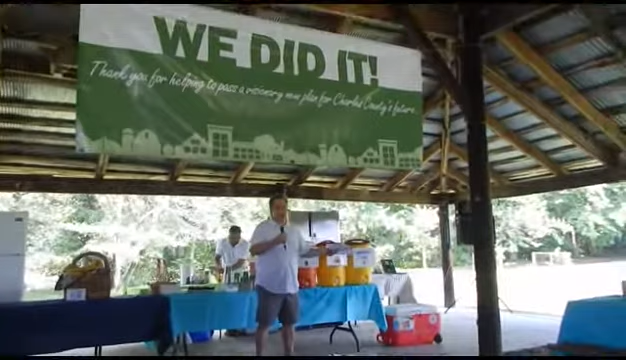 WE DID IT!
Thank you for helping to pass a visionary new plan for Charles County's future.